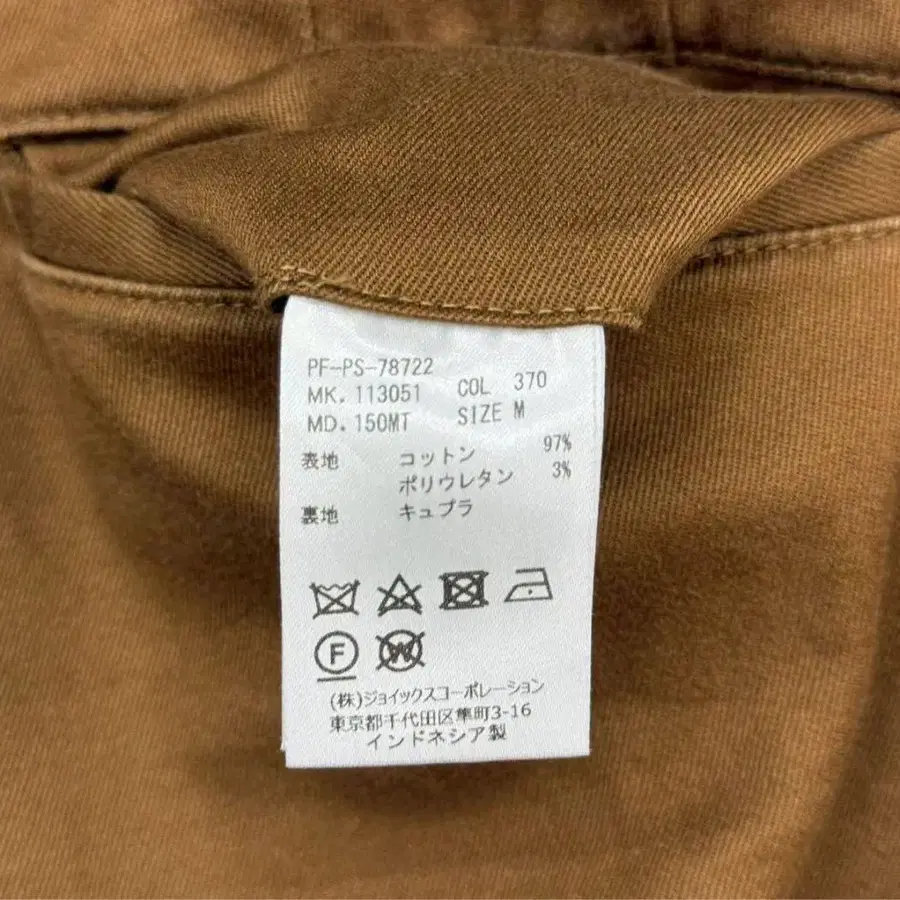 PF-PS-78722
MK. 113051 COL 370
MD. 150MT SIZE M
表地 コットン 97%
ポリウレタン 3%
裏地 キュプラ
F W
(株)ジョイックスコーポレーション
東京都千代田区隼町3-16
インドネシア製